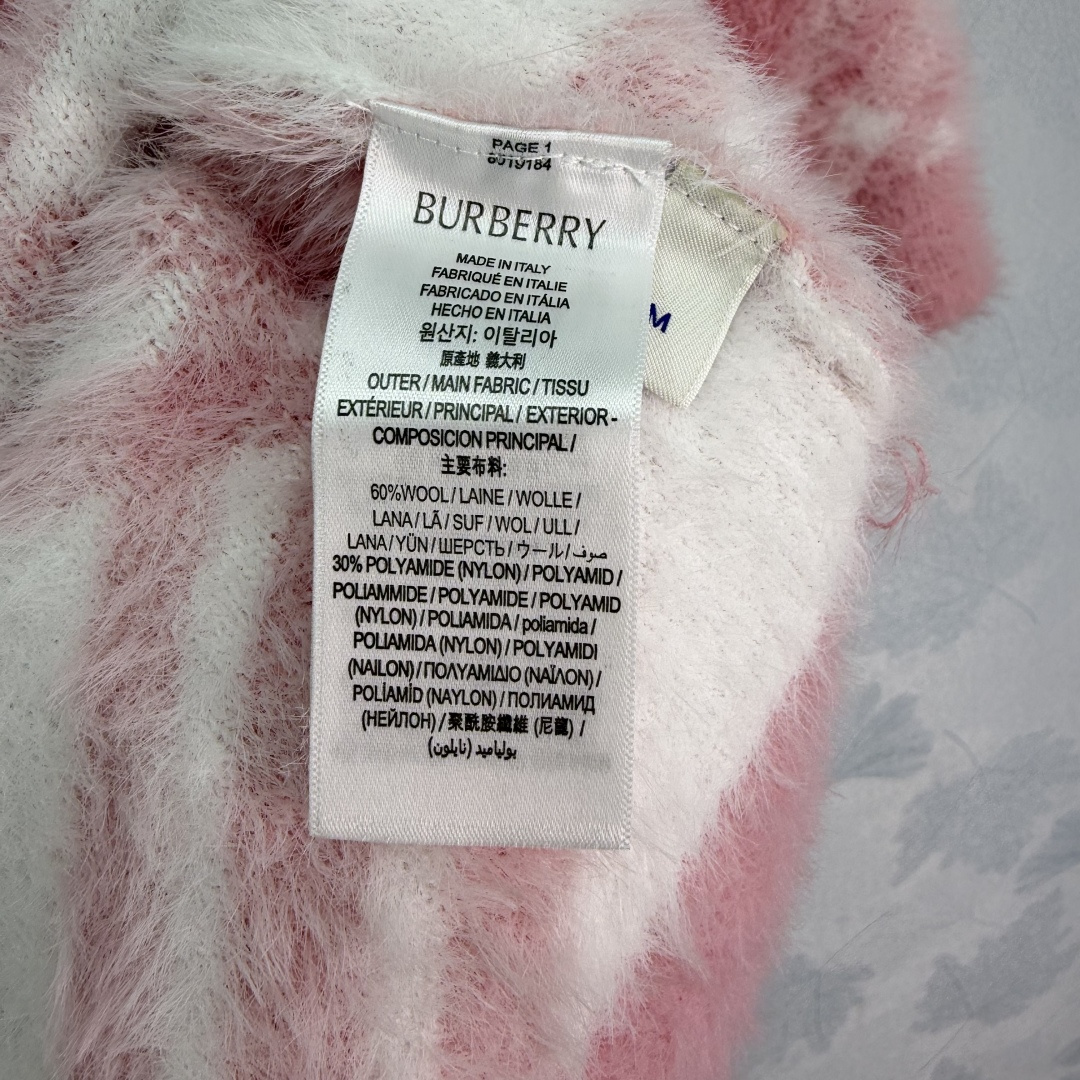 PAGE 1
8019184
BURBERRY
MADE IN ITALY
FABRIQUÉ EN ITALIE
FABRICADO EN ITÁLIA
HECHO EN ITALIA
원산지: 이탈리아
原產地 義大利
OUTER / MAIN FABRIC / TISSU
EXTÉRIEUR / PRINCIPAL / EXTERIOR -
COMPOSICION PRINCIPAL /
主要布料:
60%WOOL / LAINE / WOLLE /
LANA / LÃ / SUF / WOL / ULL /
LANA / YÜN / ШЕРСТЬ / ウール / صوف
30% POLYAMIDE (NYLON) / POLYAMID /
POLIAMMIDE / POLYAMIDE / POLYAMID
(NYLON) / POLIAMIDA / poliamida /
POLIAMIDA (NYLON) / POLYAMIDI
(NAILON) / ΠΟΛΥΑΜΙΔΙΟ (ΝΑΪΛΟΝ) /
POLİAMİD (NAYLON) / ПОЛИАМИД
(НЕЙЛОН) / 聚酰胺纖維 (尼龍) /
بولياميد (نايلون)
M